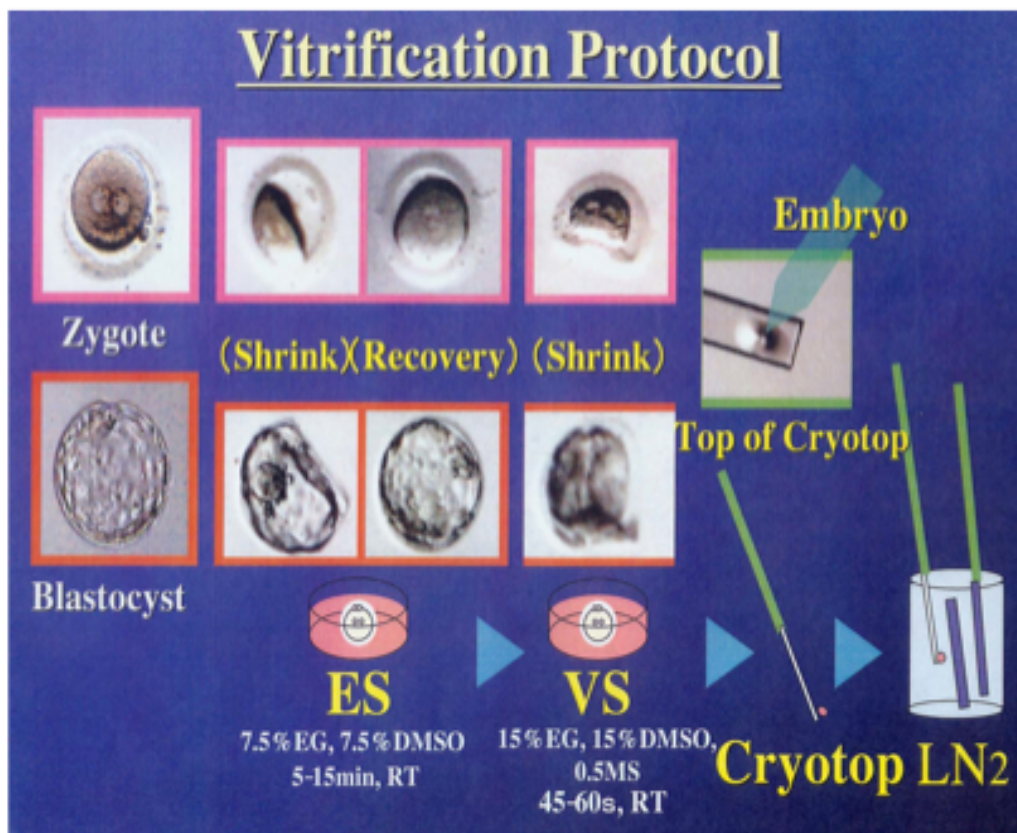 Vitrification Protocol
Embryo
Zygote
(Shrink)(Recovery) (Shrink)
Top of Cryotop
Blastocyst
ES
7.5%EG, 7.5%DMSO
5-15min, RT
VS
15%EG, 15%DMSO,
0.5MS
45-60s, RT
Cryotop LN2